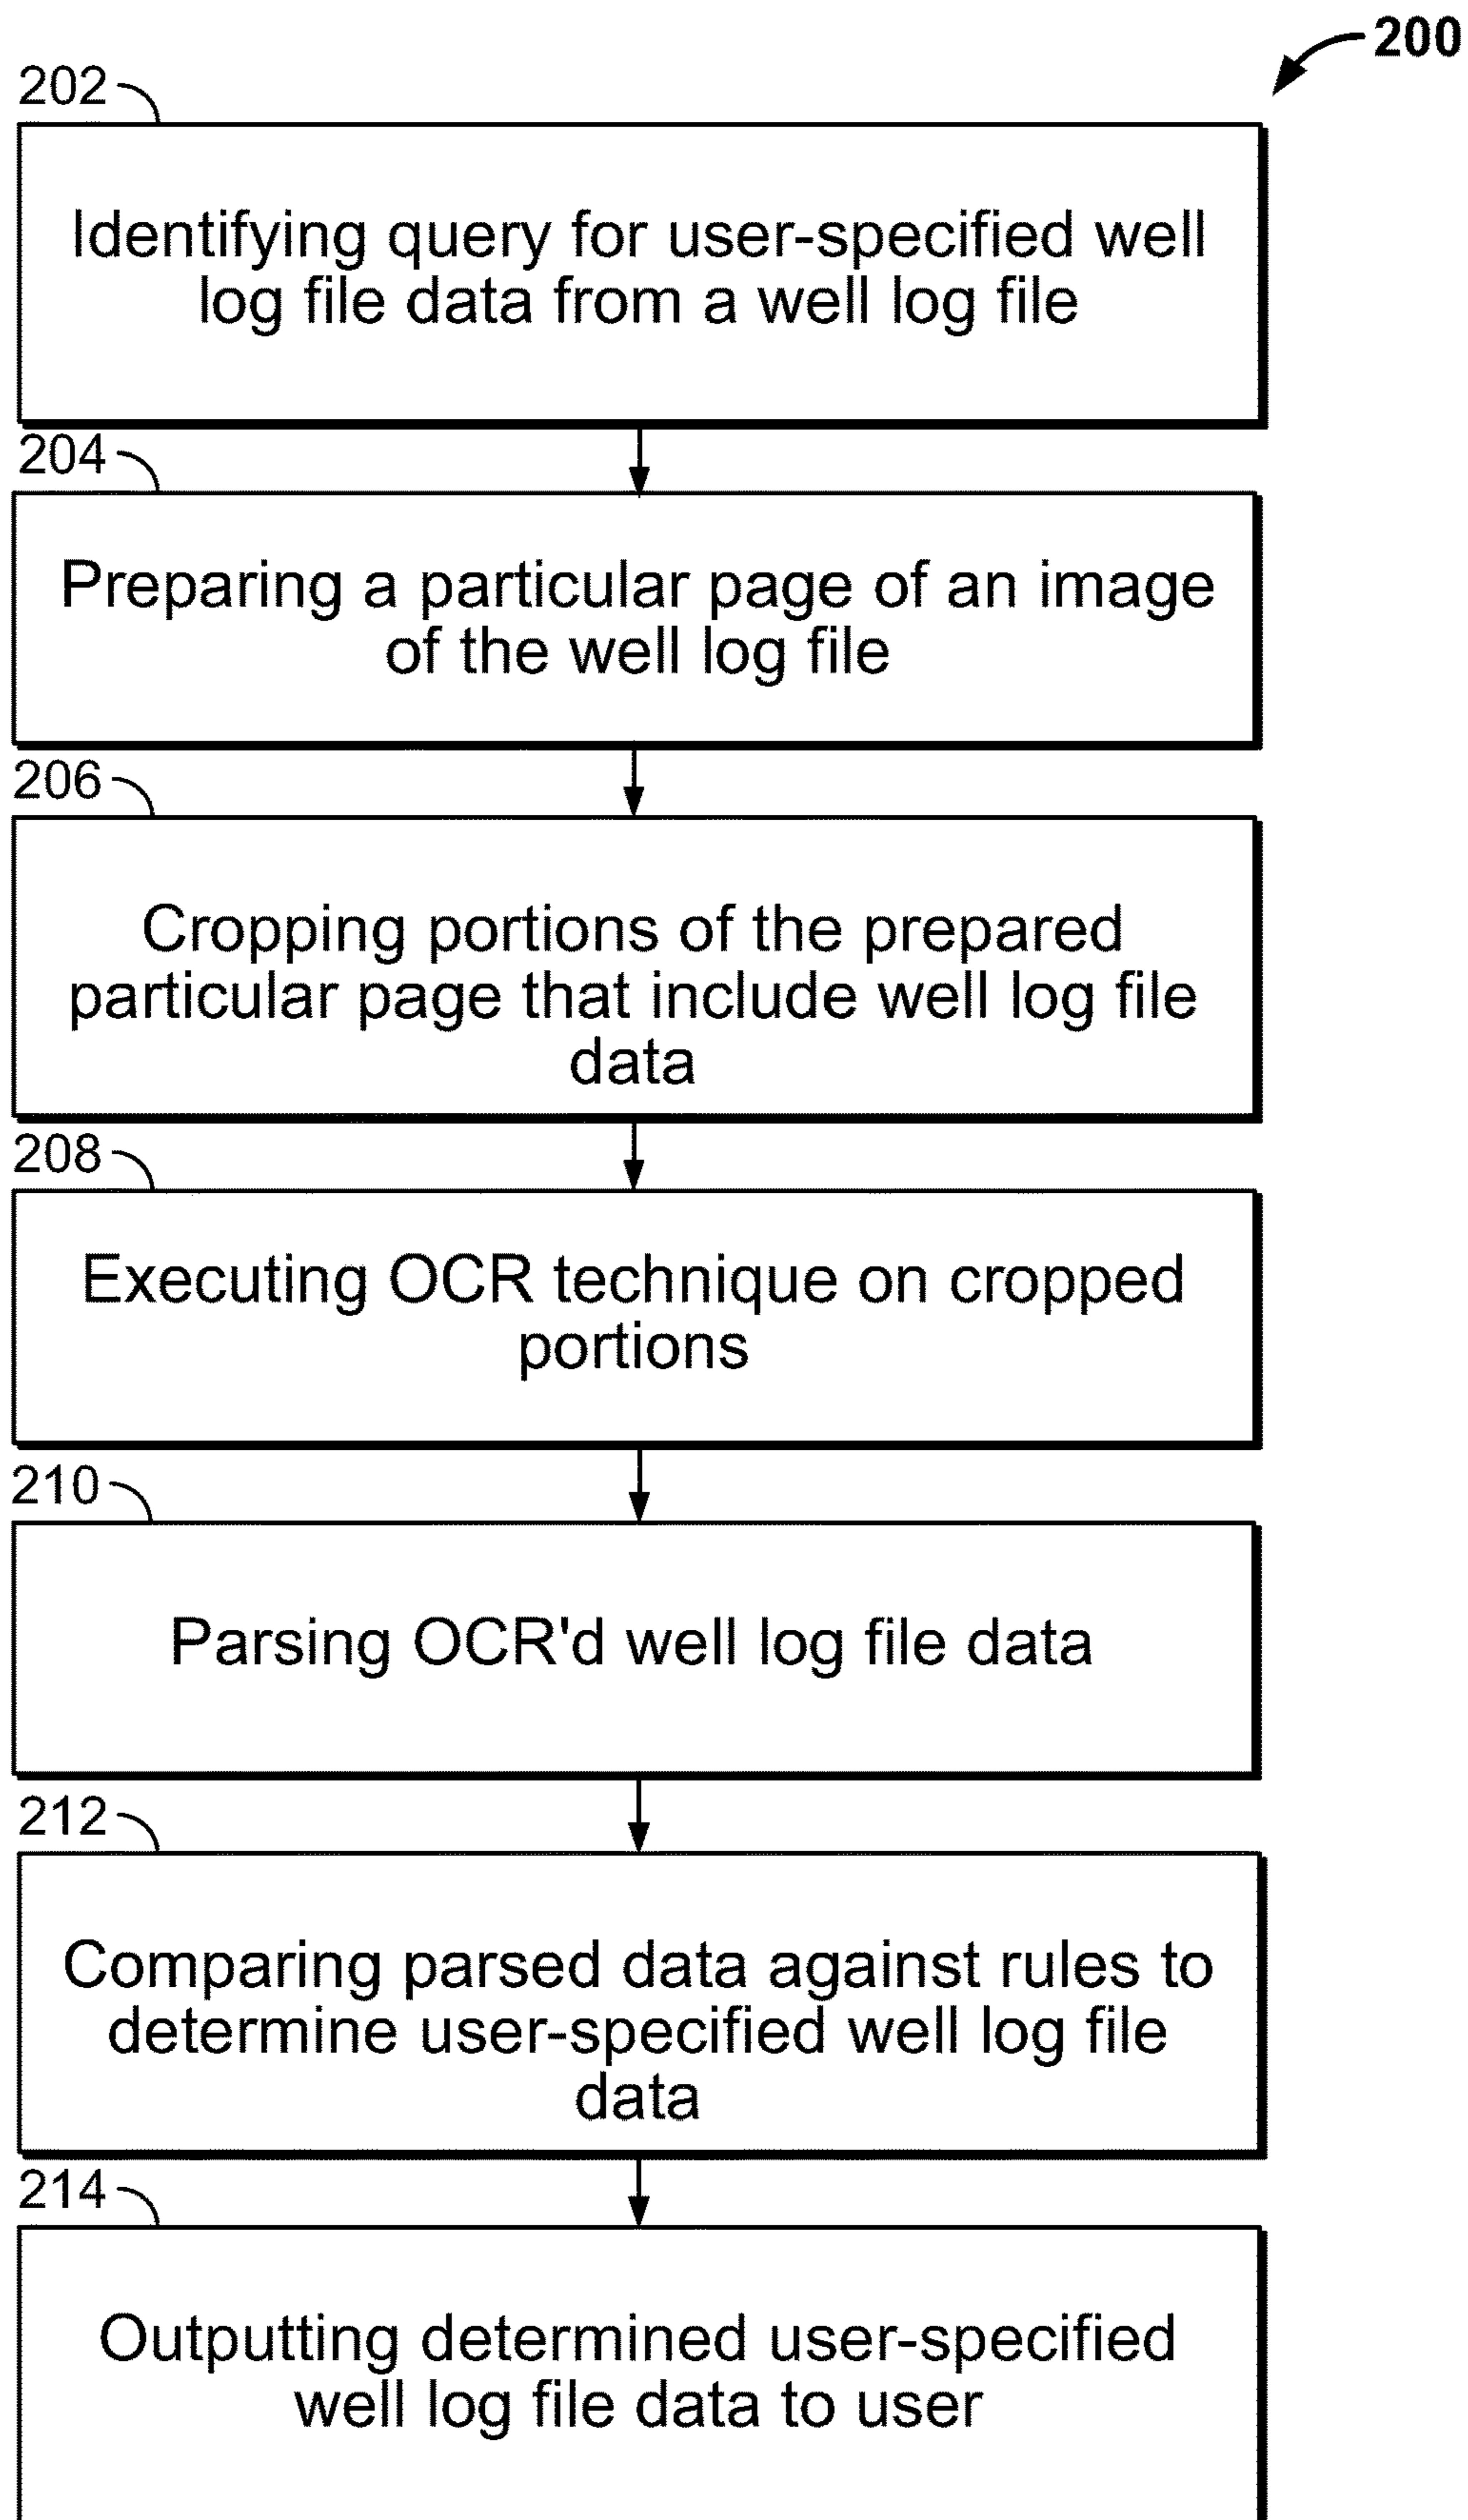 200
202
Identifying query for user-specified well
log file data from a well log file
204
Preparing a particular page of an image
of the well log file
206
Cropping portions of the prepared
particular page that include well log file
data
208
Executing OCR technique on cropped
portions
210
Parsing OCR'd well log file data
212
Comparing parsed data against rules to
determine user-specified well log file
data
214
Outputting determined user-specified
well log file data to user